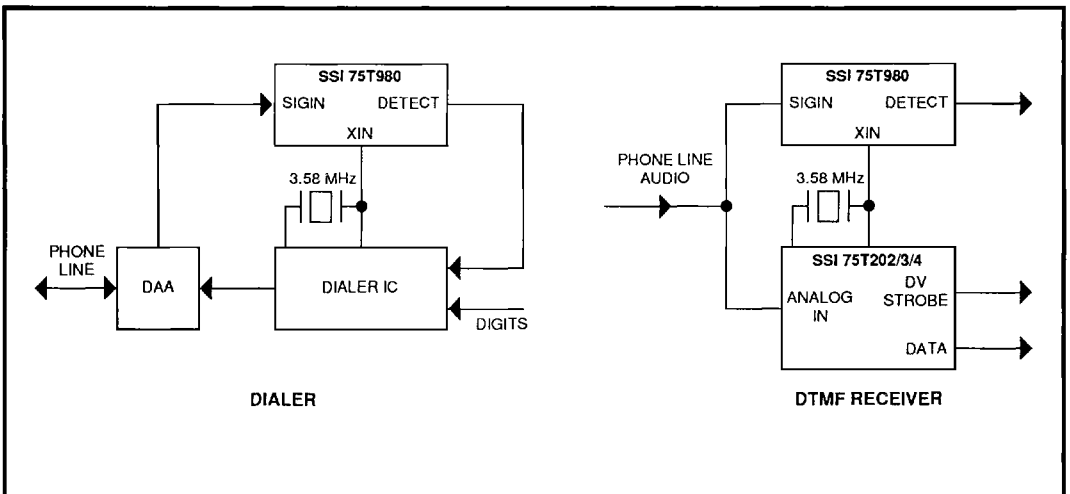 SSI 75T980
SIGIN DETECT
XIN
3.58 MHz
PHONE
LINE
DAA
DIALER IC
DIGITS
DIALER
SSI 75T980
SIGIN DETECT
XIN
PHONE LINE
AUDIO
3.58 MHz
SSI 75T202/3/4
ANALOG
IN
DV
STROBE
DATA
DTMF RECEIVER